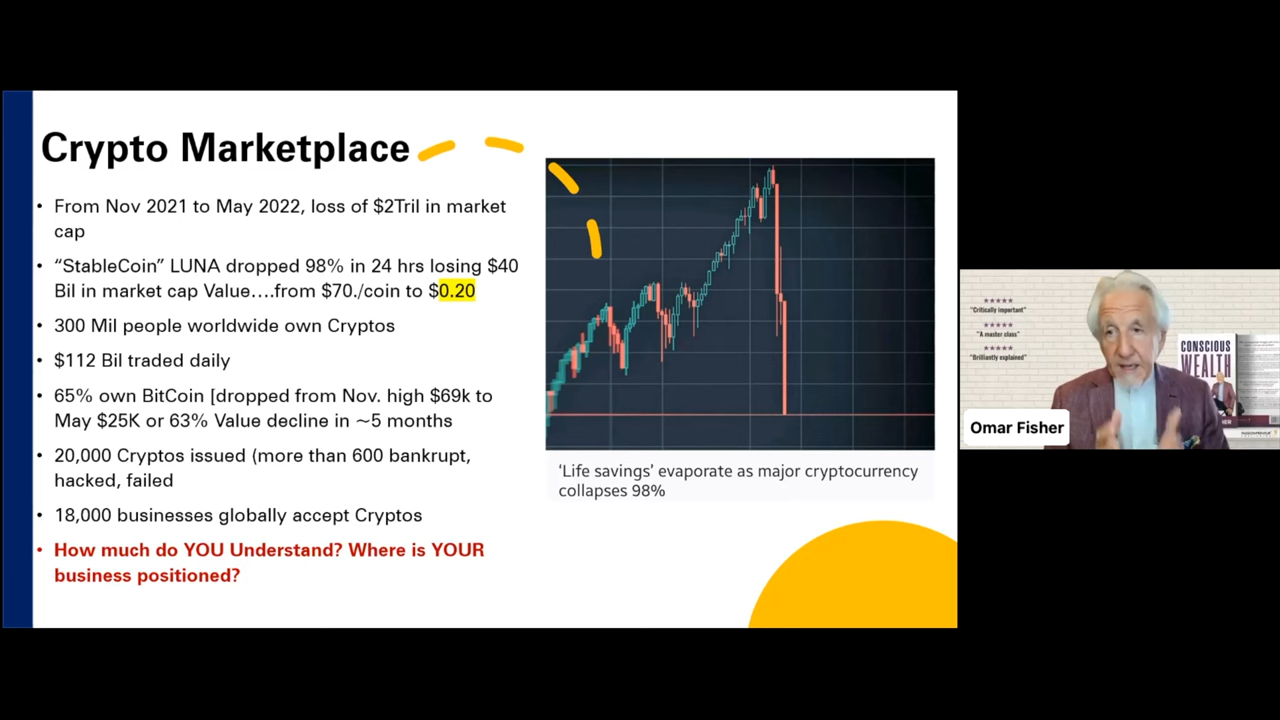 Crypto Marketplace
• From Nov 2021 to May 2022, loss of $2Tril in market
cap
• “StableCoin” LUNA dropped 98% in 24 hrs losing $40
Bil in market cap Value....from $70./coin to $0.20
• 300 Mil people worldwide own Cryptos
• $112 Bil traded daily
• 65% own BitCoin [dropped from Nov. high $69k to
May $25K or 63% Value decline in ~5 months
• 20,000 Cryptos issued (more than 600 bankrupt,
hacked, failed
• 18,000 businesses globally accept Cryptos
• How much do YOU Understand? Where is YOUR
business positioned?
‘Life savings’ evaporate as major cryptocurrency
collapses 98%
★★★★★
"Critically important"
★★★★★
"A master class"
★★★★★
"Brilliantly explained"
CONSCIOUS
WEALTH
Omar Fisher